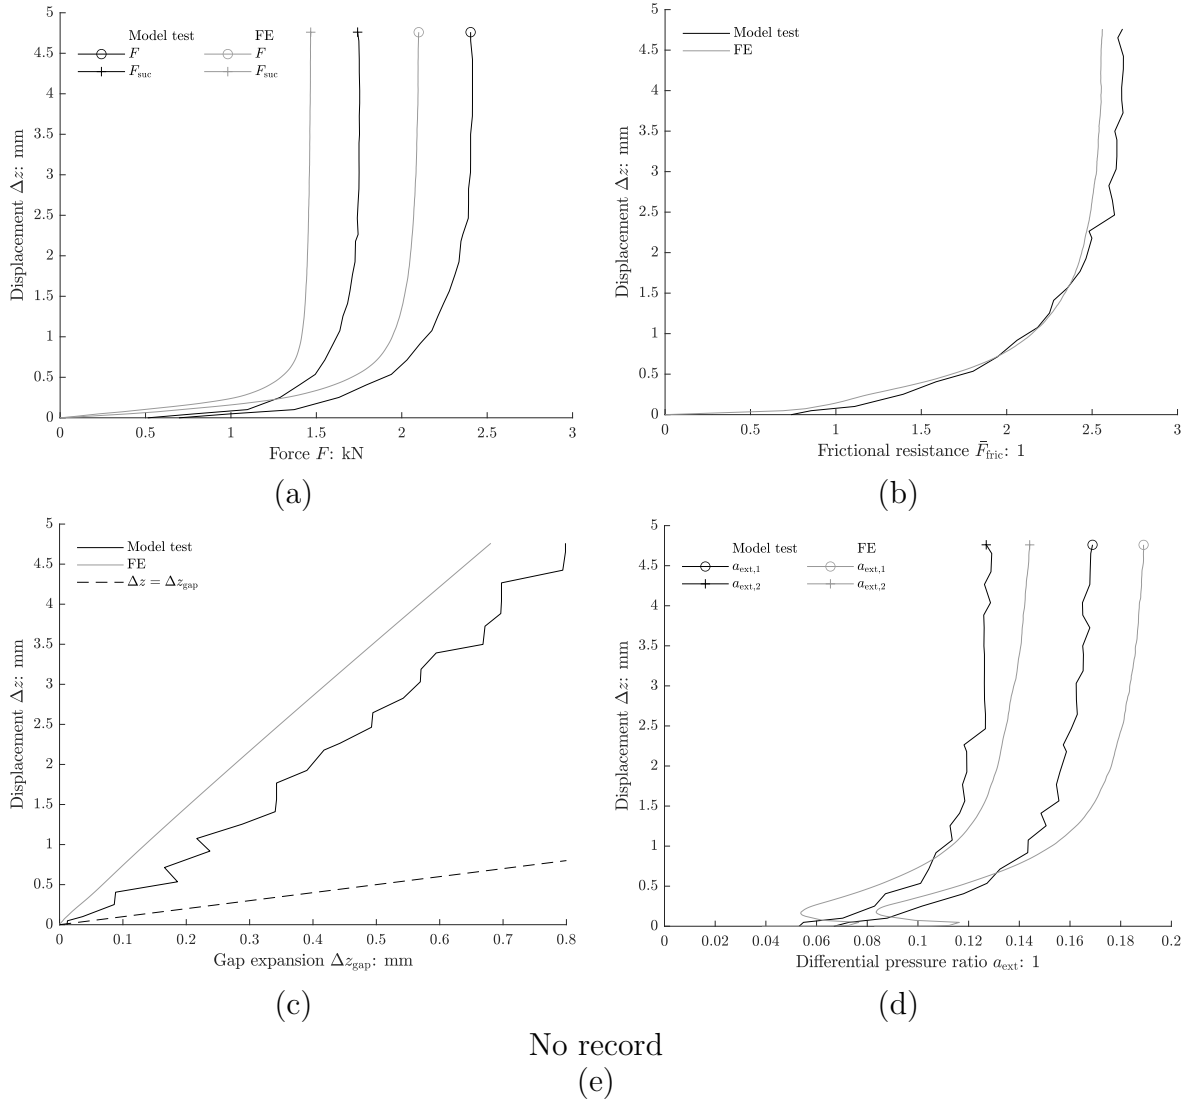 Model test FE
F F
F_suc F_suc
5
4.5
4
3.5
3
2.5
2
1.5
1
0.5
0
Displacement Δz: mm
0 0.5 1 1.5 2 2.5 3
Force F: kN
(a)
Model test
FE
5
4.5
4
3.5
3
2.5
2
1.5
1
0.5
0
Displacement Δz: mm
0 0.5 1 1.5 2 2.5 3
Frictional resistance F̄_fric: 1
(b)
Model test
FE
Δz = Δz_gap
5
4.5
4
3.5
3
2.5
2
1.5
1
0.5
0
Displacement Δz: mm
0 0.1 0.2 0.3 0.4 0.5 0.6 0.7 0.8
Gap expansion Δz_gap: mm
(c)
Model test FE
a_ext,1 a_ext,1
a_ext,2 a_ext,2
5
4.5
4
3.5
3
2.5
2
1.5
1
0.5
0
Displacement Δz: mm
0 0.02 0.04 0.06 0.08 0.1 0.12 0.14 0.16 0.18 0.2
Differential pressure ratio a_ext: 1
(d)
No record
(e)